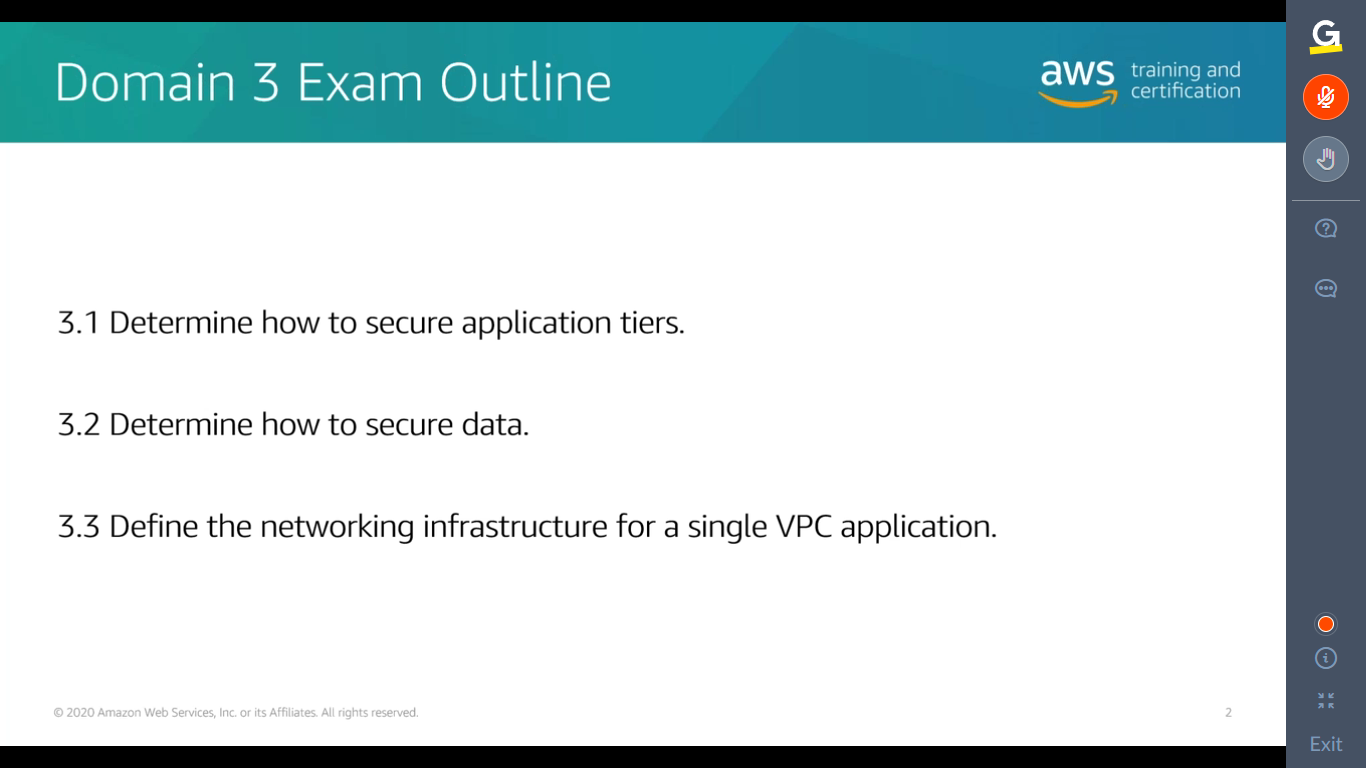 Domain 3 Exam Outline
aws training and
certification
3.1 Determine how to secure application tiers.
3.2 Determine how to secure data.
3.3 Define the networking infrastructure for a single VPC application.
© 2020 Amazon Web Services, Inc. or its Affiliates. All rights reserved.
2
G
Exit